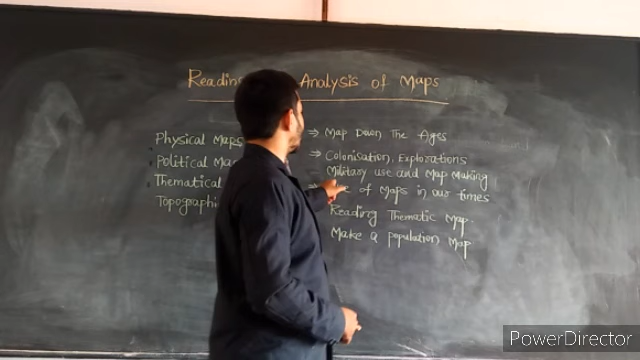 Reading Analysis of Maps
Physical Maps
Political Ma
Thematical
Topographi
⇒ Map Down The Ages
⇒ Colonisation, Explorations
Military use and Map Making
of Maps in our times
Reading Thematic Map.
Make a population Map
PowerDirector